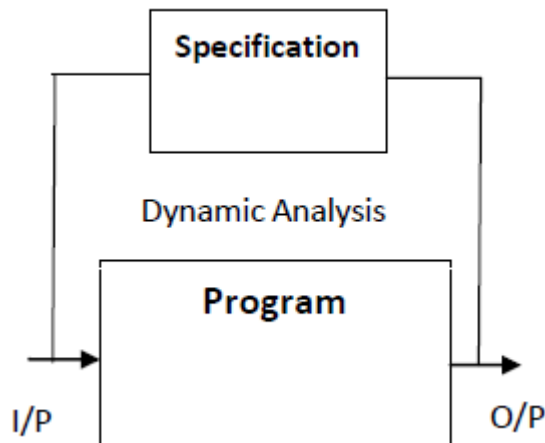 Specification
Dynamic Analysis
Program
I/P
O/P